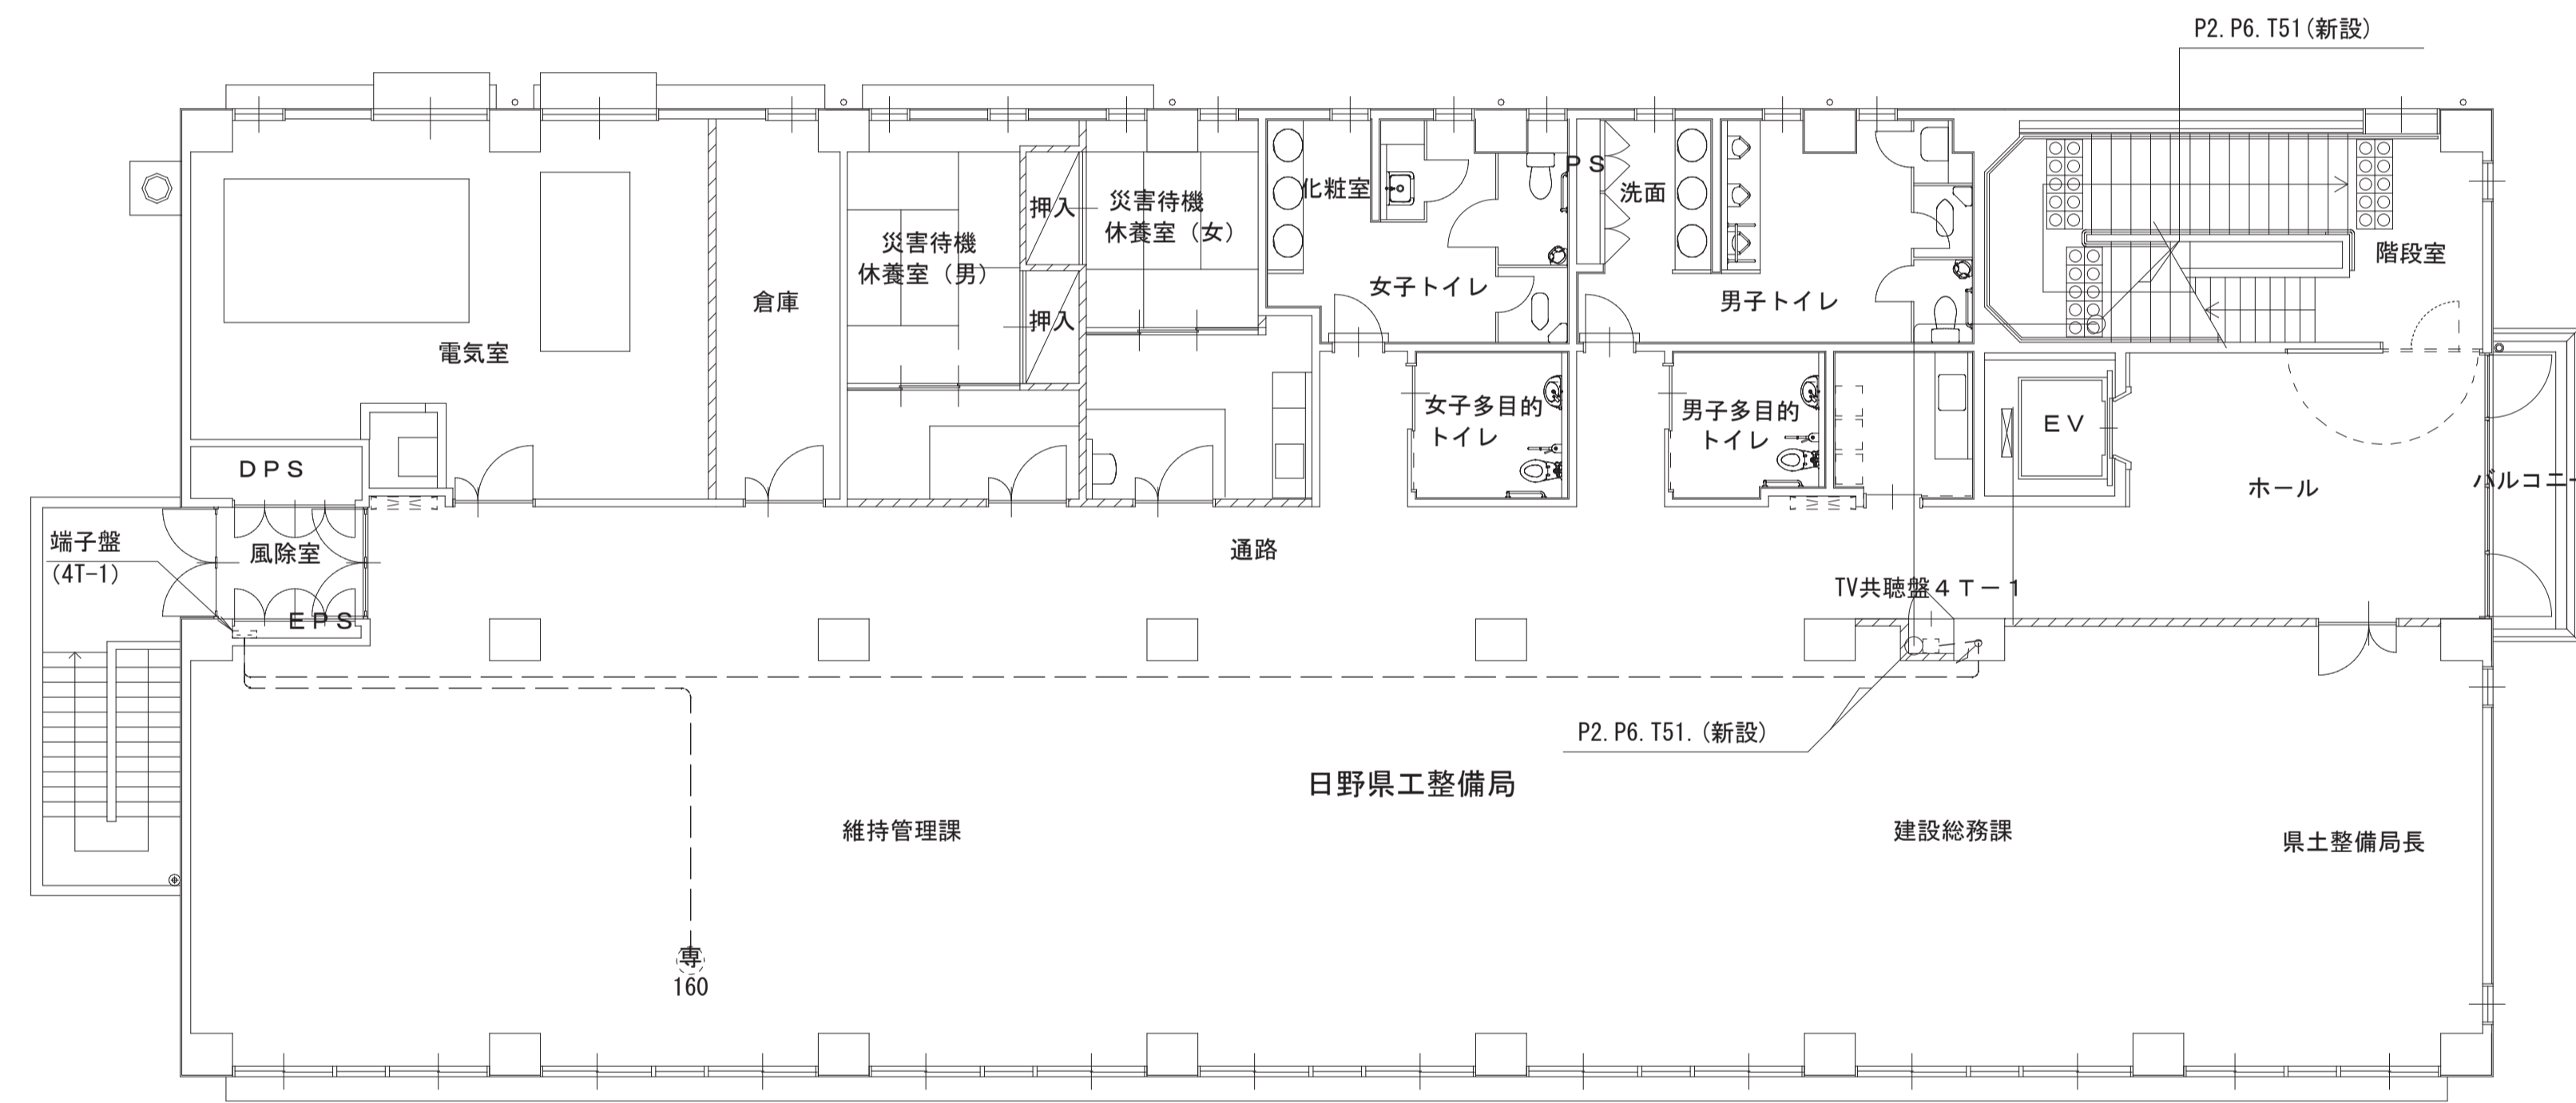 P2. P6. T51(新設)
電気室
倉庫
災害待機
休養室（男）
押入
押入
災害待機
休養室（女）
化粧室
女子トイレ
ＰＳ
洗面
男子トイレ
階段室
女子多目的
トイレ
男子多目的
トイレ
ＥＶ
ホール
バルコニー
ＤＰＳ
端子盤
(4T-1)
風除室
ＥＰＳ
通路
TV共聴盤４Ｔ－１
P2. P6. T51. (新設)
日野県工整備局
維持管理課
建設総務課
県土整備局長
専
160